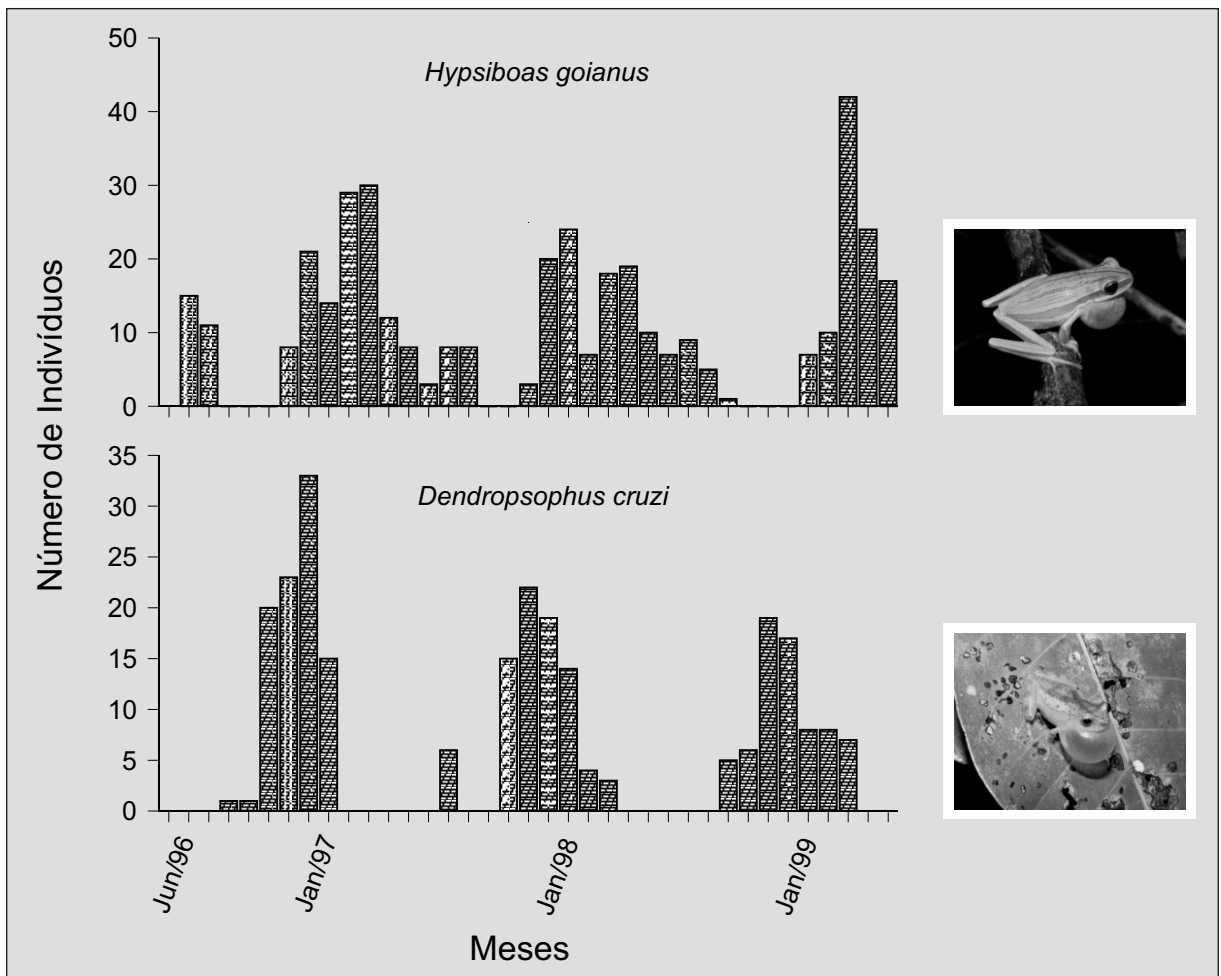 Número de Indivíduos
Hypsiboas goianus
50
40
30
20
10
0
Dendropsophus cruzi
35
30
25
20
15
10
5
0
Jun/96
Jan/97
Jan/98
Jan/99
Meses